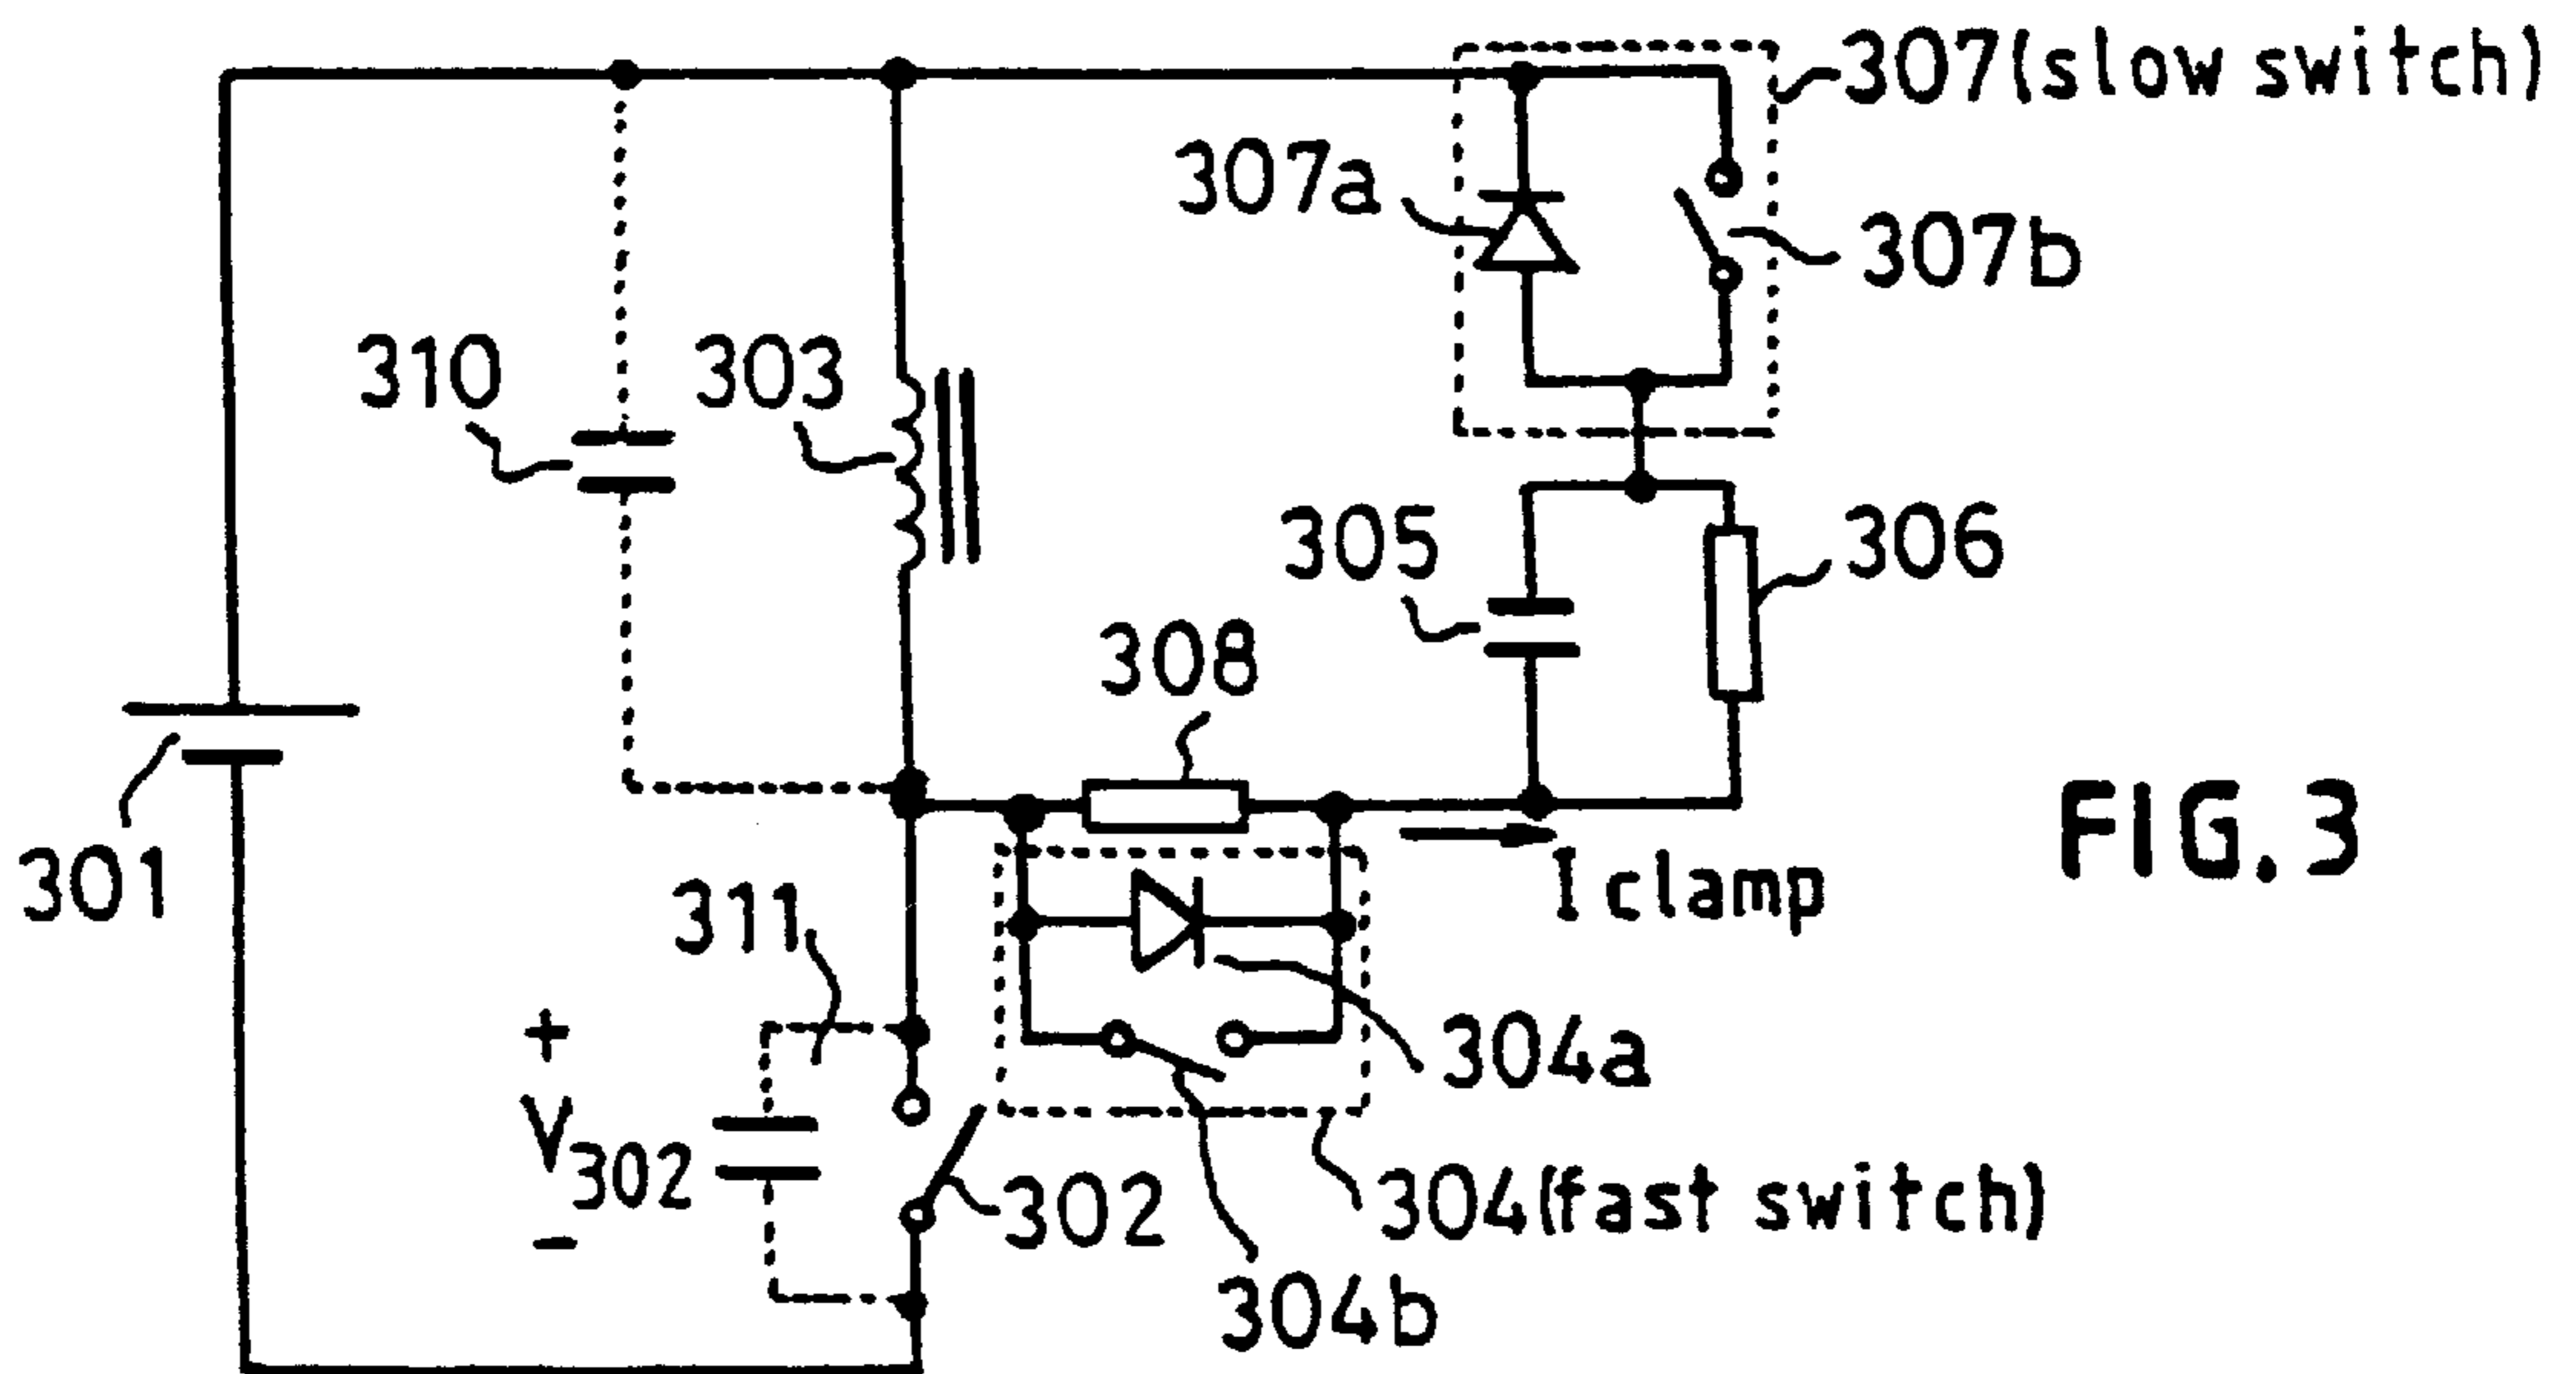 307(slow switch)
307a
307b
310
303
305
306
308
301
I clamp
FIG. 3
311
+
V302
-
302
304a
304(fast switch)
304b